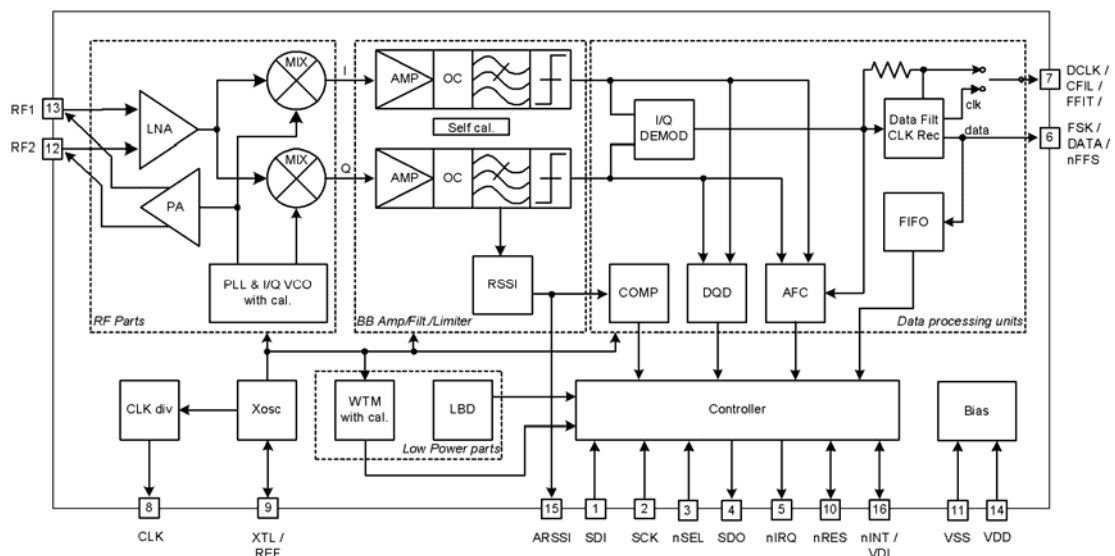 MIX
I
AMP
OC
7
DCLK /
CFIL /
FFIT /
clk
RF1
13
LNA
Self cal.
I/Q
DEMOD
Data Filt
CLK Rec
data
6
FSK /
DATA /
nFFS
RF2
12
MIX
Q
AMP
OC
PA
FIFO
PLL & I/Q VCO
with cal.
RSSI
COMP
DQD
AFC
RF Parts
BB Amp/Filt./Limiter
Data processing units
CLK div
Xosc
WTM
with cal.
LBD
Low Power parts
Controller
Bias
8
9
15
1
2
3
4
5
10
16
11
14
CLK
XTL /
REF
ARSSI
SDI
SCK
nSEL
SDO
nIRQ
nRES
nINT /
VDI
VSS
VDD